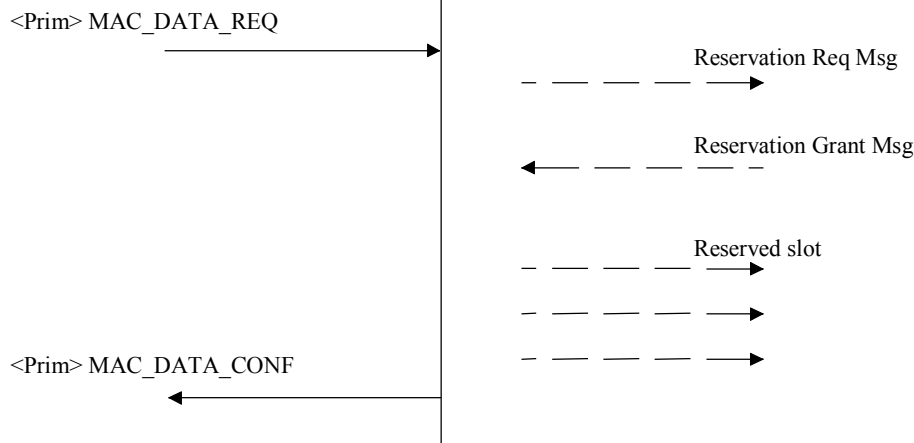 <Prim> MAC_DATA_REQ
Reservation Req Msg
Reservation Grant Msg
Reserved slot
<Prim> MAC_DATA_CONF